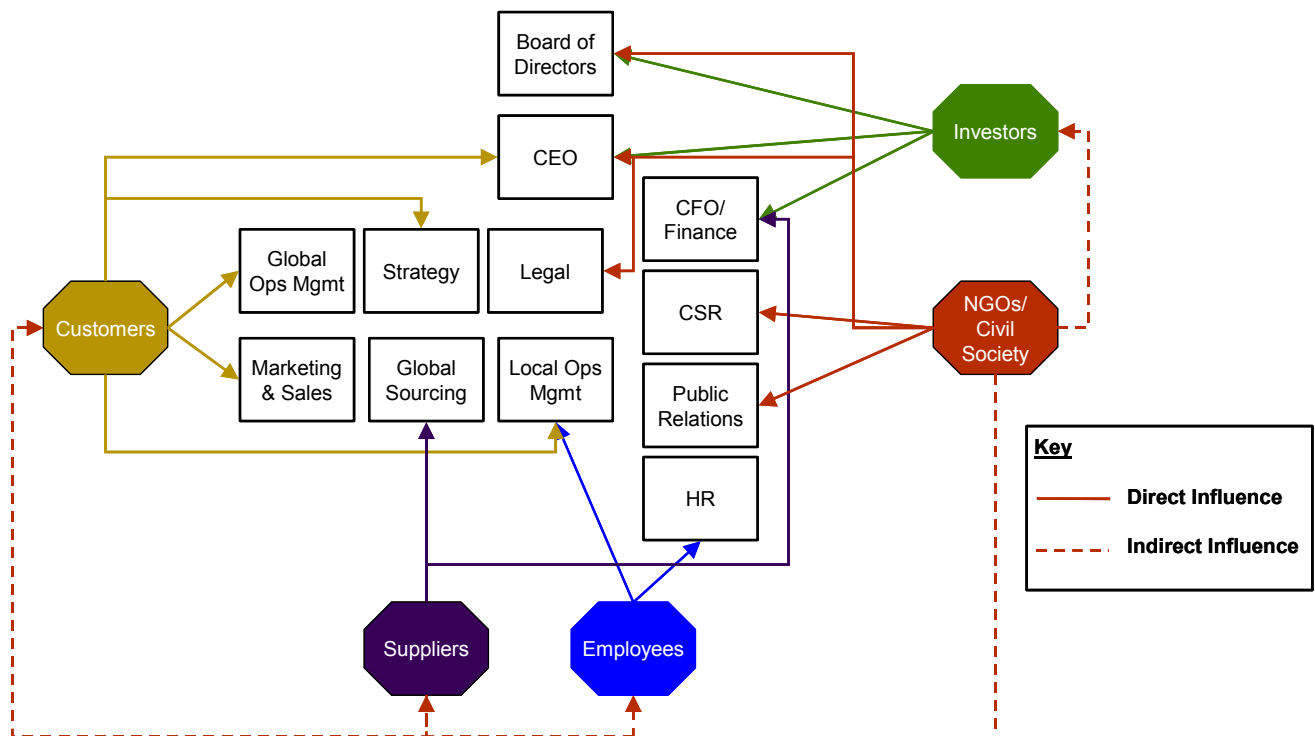 Board of
Directors
Investors
CEO
CFO/
Finance
Global
Ops Mgmt
Strategy
Legal
Customers
CSR
NGOs/
Civil
Society
Marketing
& Sales
Global
Sourcing
Local Ops
Mgmt
Public
Relations
HR
Key
Direct Influence
Indirect Influence
Suppliers
Employees